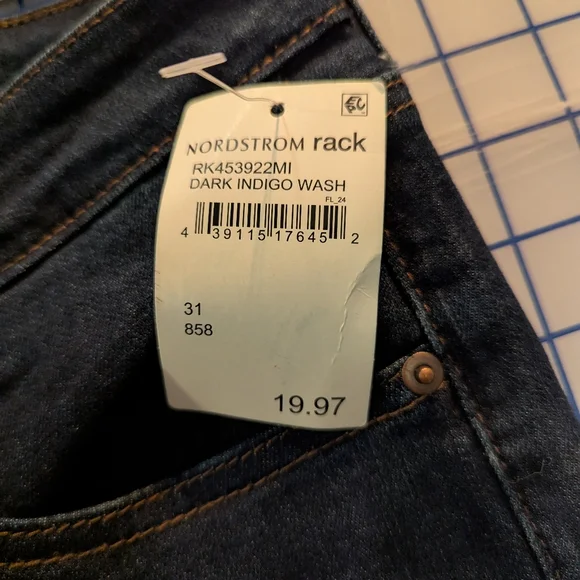 NORDSTROM rack
RK453922MI
DARK INDIGO WASH
FL_24
4 39115 17645 2
31
858
19.97